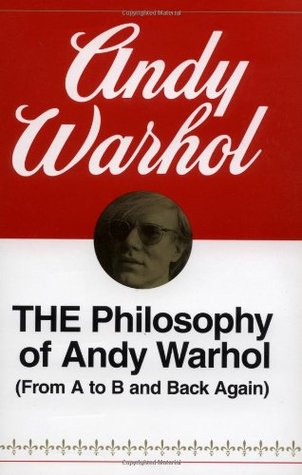 Andy
Warhol
THE Philosophy
of Andy Warhol
(From A to B and Back Again)